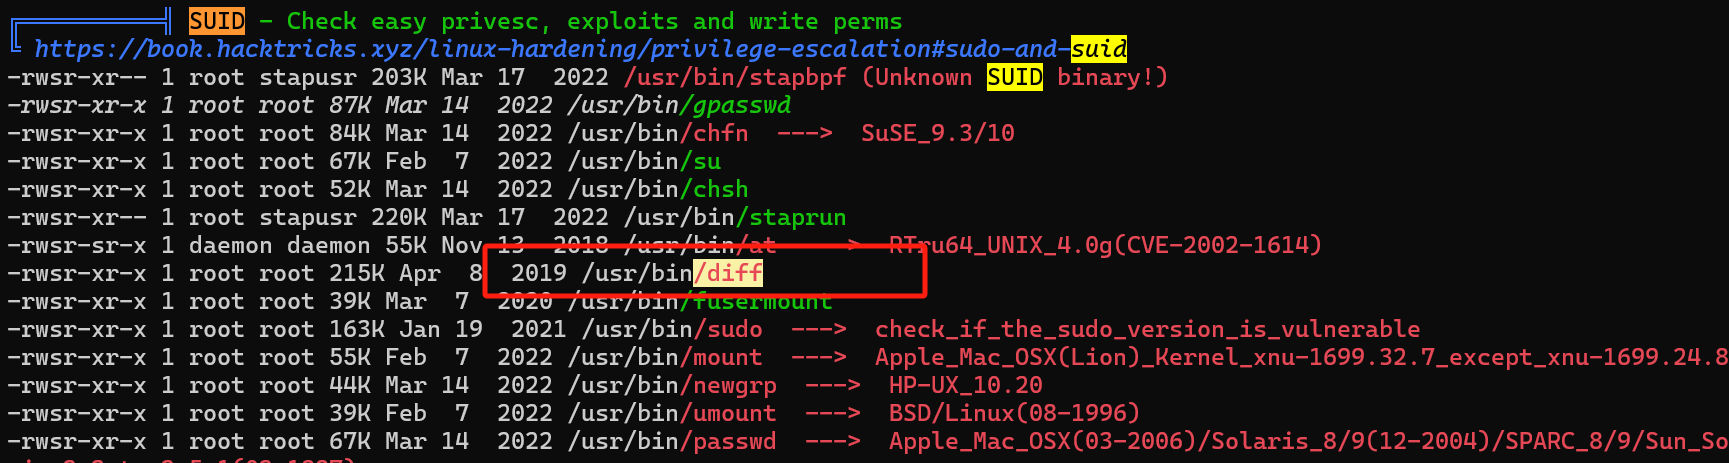 SUID - Check easy privesc, exploits and write perms
https://book.hacktricks.xyz/linux-hardening/privilege-escalation#sudo-and-suid
-rwsr-xr-- 1 root stapusr 203K Mar 17  2022 /usr/bin/stapbpf (Unknown SUID binary!)
-rwsr-xr-x 1 root root 87K Mar 14  2022 /usr/bin/gpasswd
-rwsr-xr-x 1 root root 84K Mar 14  2022 /usr/bin/chfn  --->  SuSE_9.3/10
-rwsr-xr-x 1 root root 67K Feb  7  2022 /usr/bin/su
-rwsr-xr-x 1 root root 52K Mar 14  2022 /usr/bin/chsh
-rwsr-xr-- 1 root stapusr 220K Mar 17  2022 /usr/bin/staprun
-rwsr-sr-x 1 daemon daemon 55K Nov 13  2018 /usr/bin/at  --->  RTru64_UNIX_4.0g(CVE-2002-1614)
-rwsr-xr-x 1 root root 215K Apr  8  2019 /usr/bin/diff
-rwsr-xr-x 1 root root 39K Mar  7  2020 /usr/bin/fusermount
-rwsr-xr-x 1 root root 163K Jan 19  2021 /usr/bin/sudo  --->  check_if_the_sudo_version_is_vulnerable
-rwsr-xr-x 1 root root 55K Feb  7  2022 /usr/bin/mount  --->  Apple_Mac_OSX(Lion)_Kernel_xnu-1699.32.7_except_xnu-1699.24.8
-rwsr-xr-x 1 root root 44K Mar 14  2022 /usr/bin/newgrp  --->  HP-UX_10.20
-rwsr-xr-x 1 root root 39K Feb  7  2022 /usr/bin/umount  --->  BSD/Linux(08-1996)
-rwsr-xr-x 1 root root 67K Mar 14  2022 /usr/bin/passwd  --->  Apple_Mac_OSX(03-2006)/Solaris_8/9(12-2004)/SPARC_8/9/Sun_So